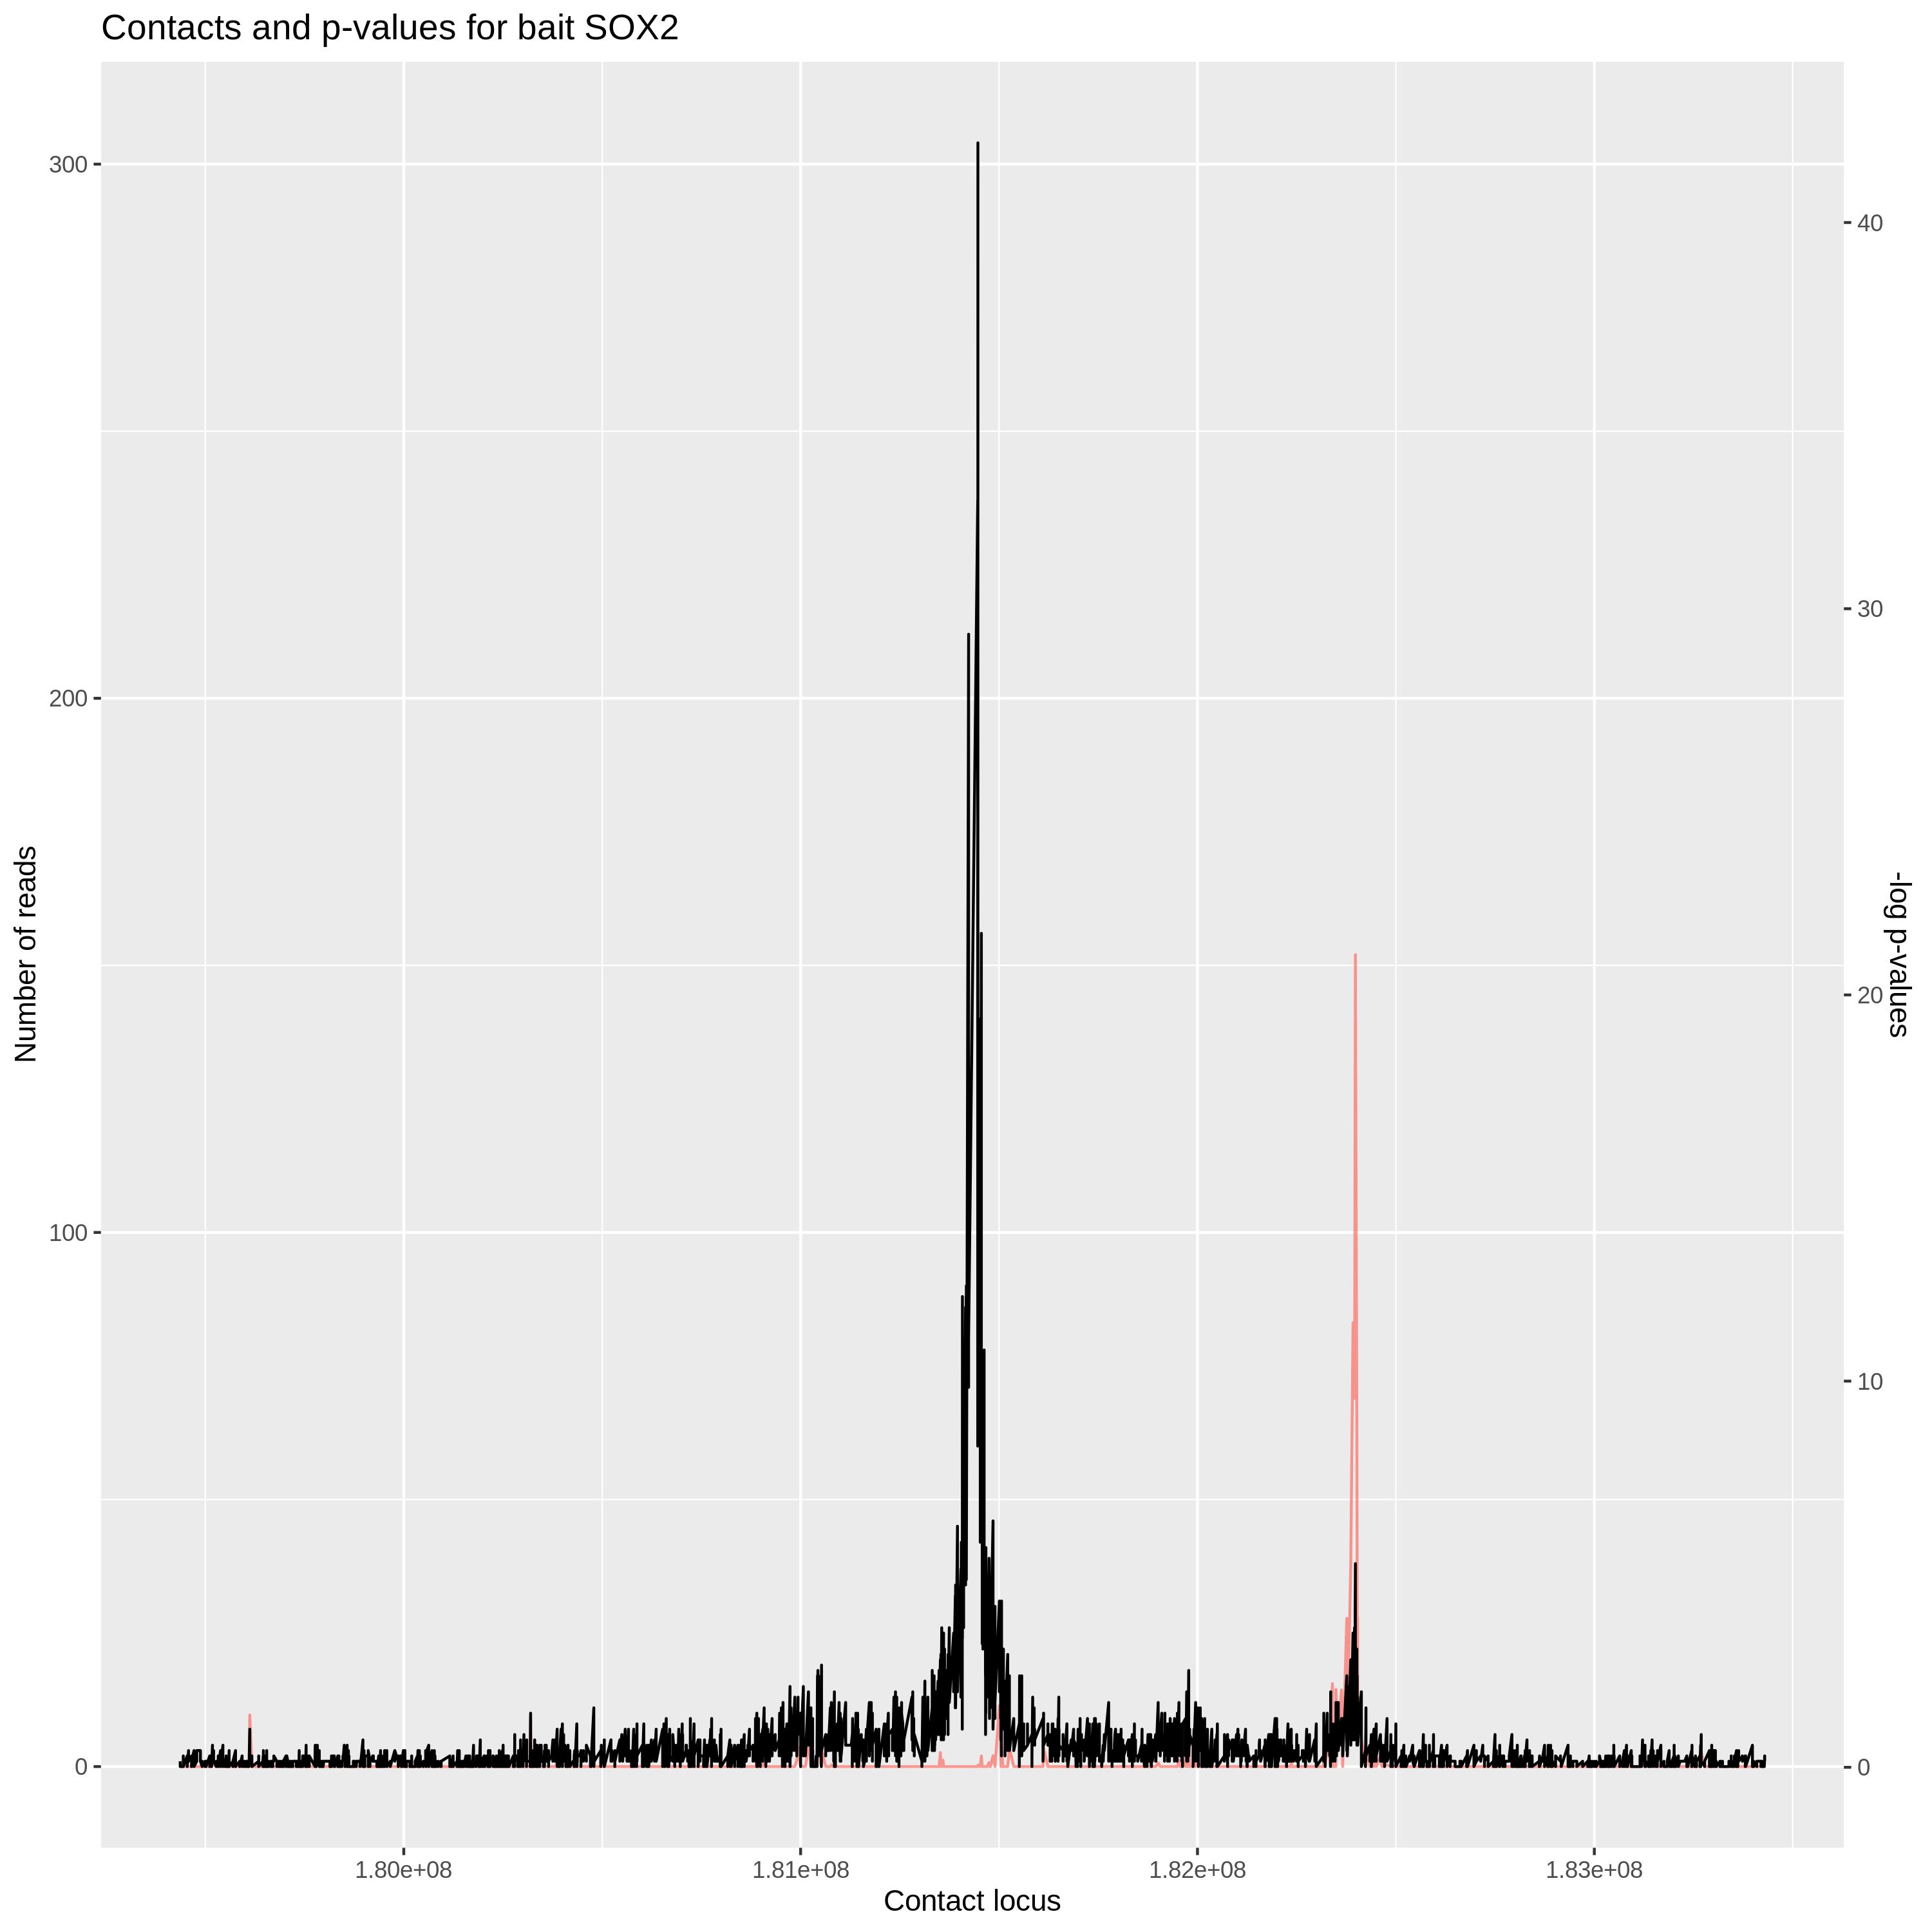 Contacts and p-values for bait SOX2
300
200
100
0
Number of reads
40
30
20
10
0
-log p-values
1.80e+08 1.81e+08 1.82e+08 1.83e+08
Contact locus